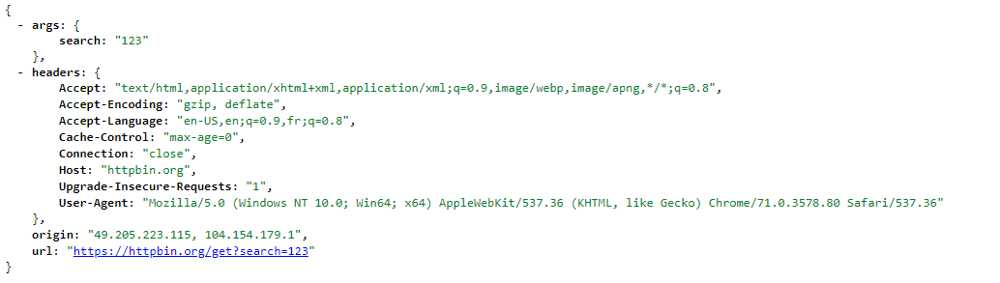 {
- args: {
search: "123"
},
- headers: {
Accept: "text/html,application/xhtml+xml,application/xml;q=0.9,image/webp,image/apng,*/*;q=0.8",
Accept-Encoding: "gzip, deflate",
Accept-Language: "en-US,en;q=0.9,fr;q=0.8",
Cache-Control: "max-age=0",
Connection: "close",
Host: "httpbin.org",
Upgrade-Insecure-Requests: "1",
User-Agent: "Mozilla/5.0 (Windows NT 10.0; Win64; x64) AppleWebKit/537.36 (KHTML, like Gecko) Chrome/71.0.3578.80 Safari/537.36"
},
origin: "49.205.223.115, 104.154.179.1",
url: "https://httpbin.org/get?search=123"
}